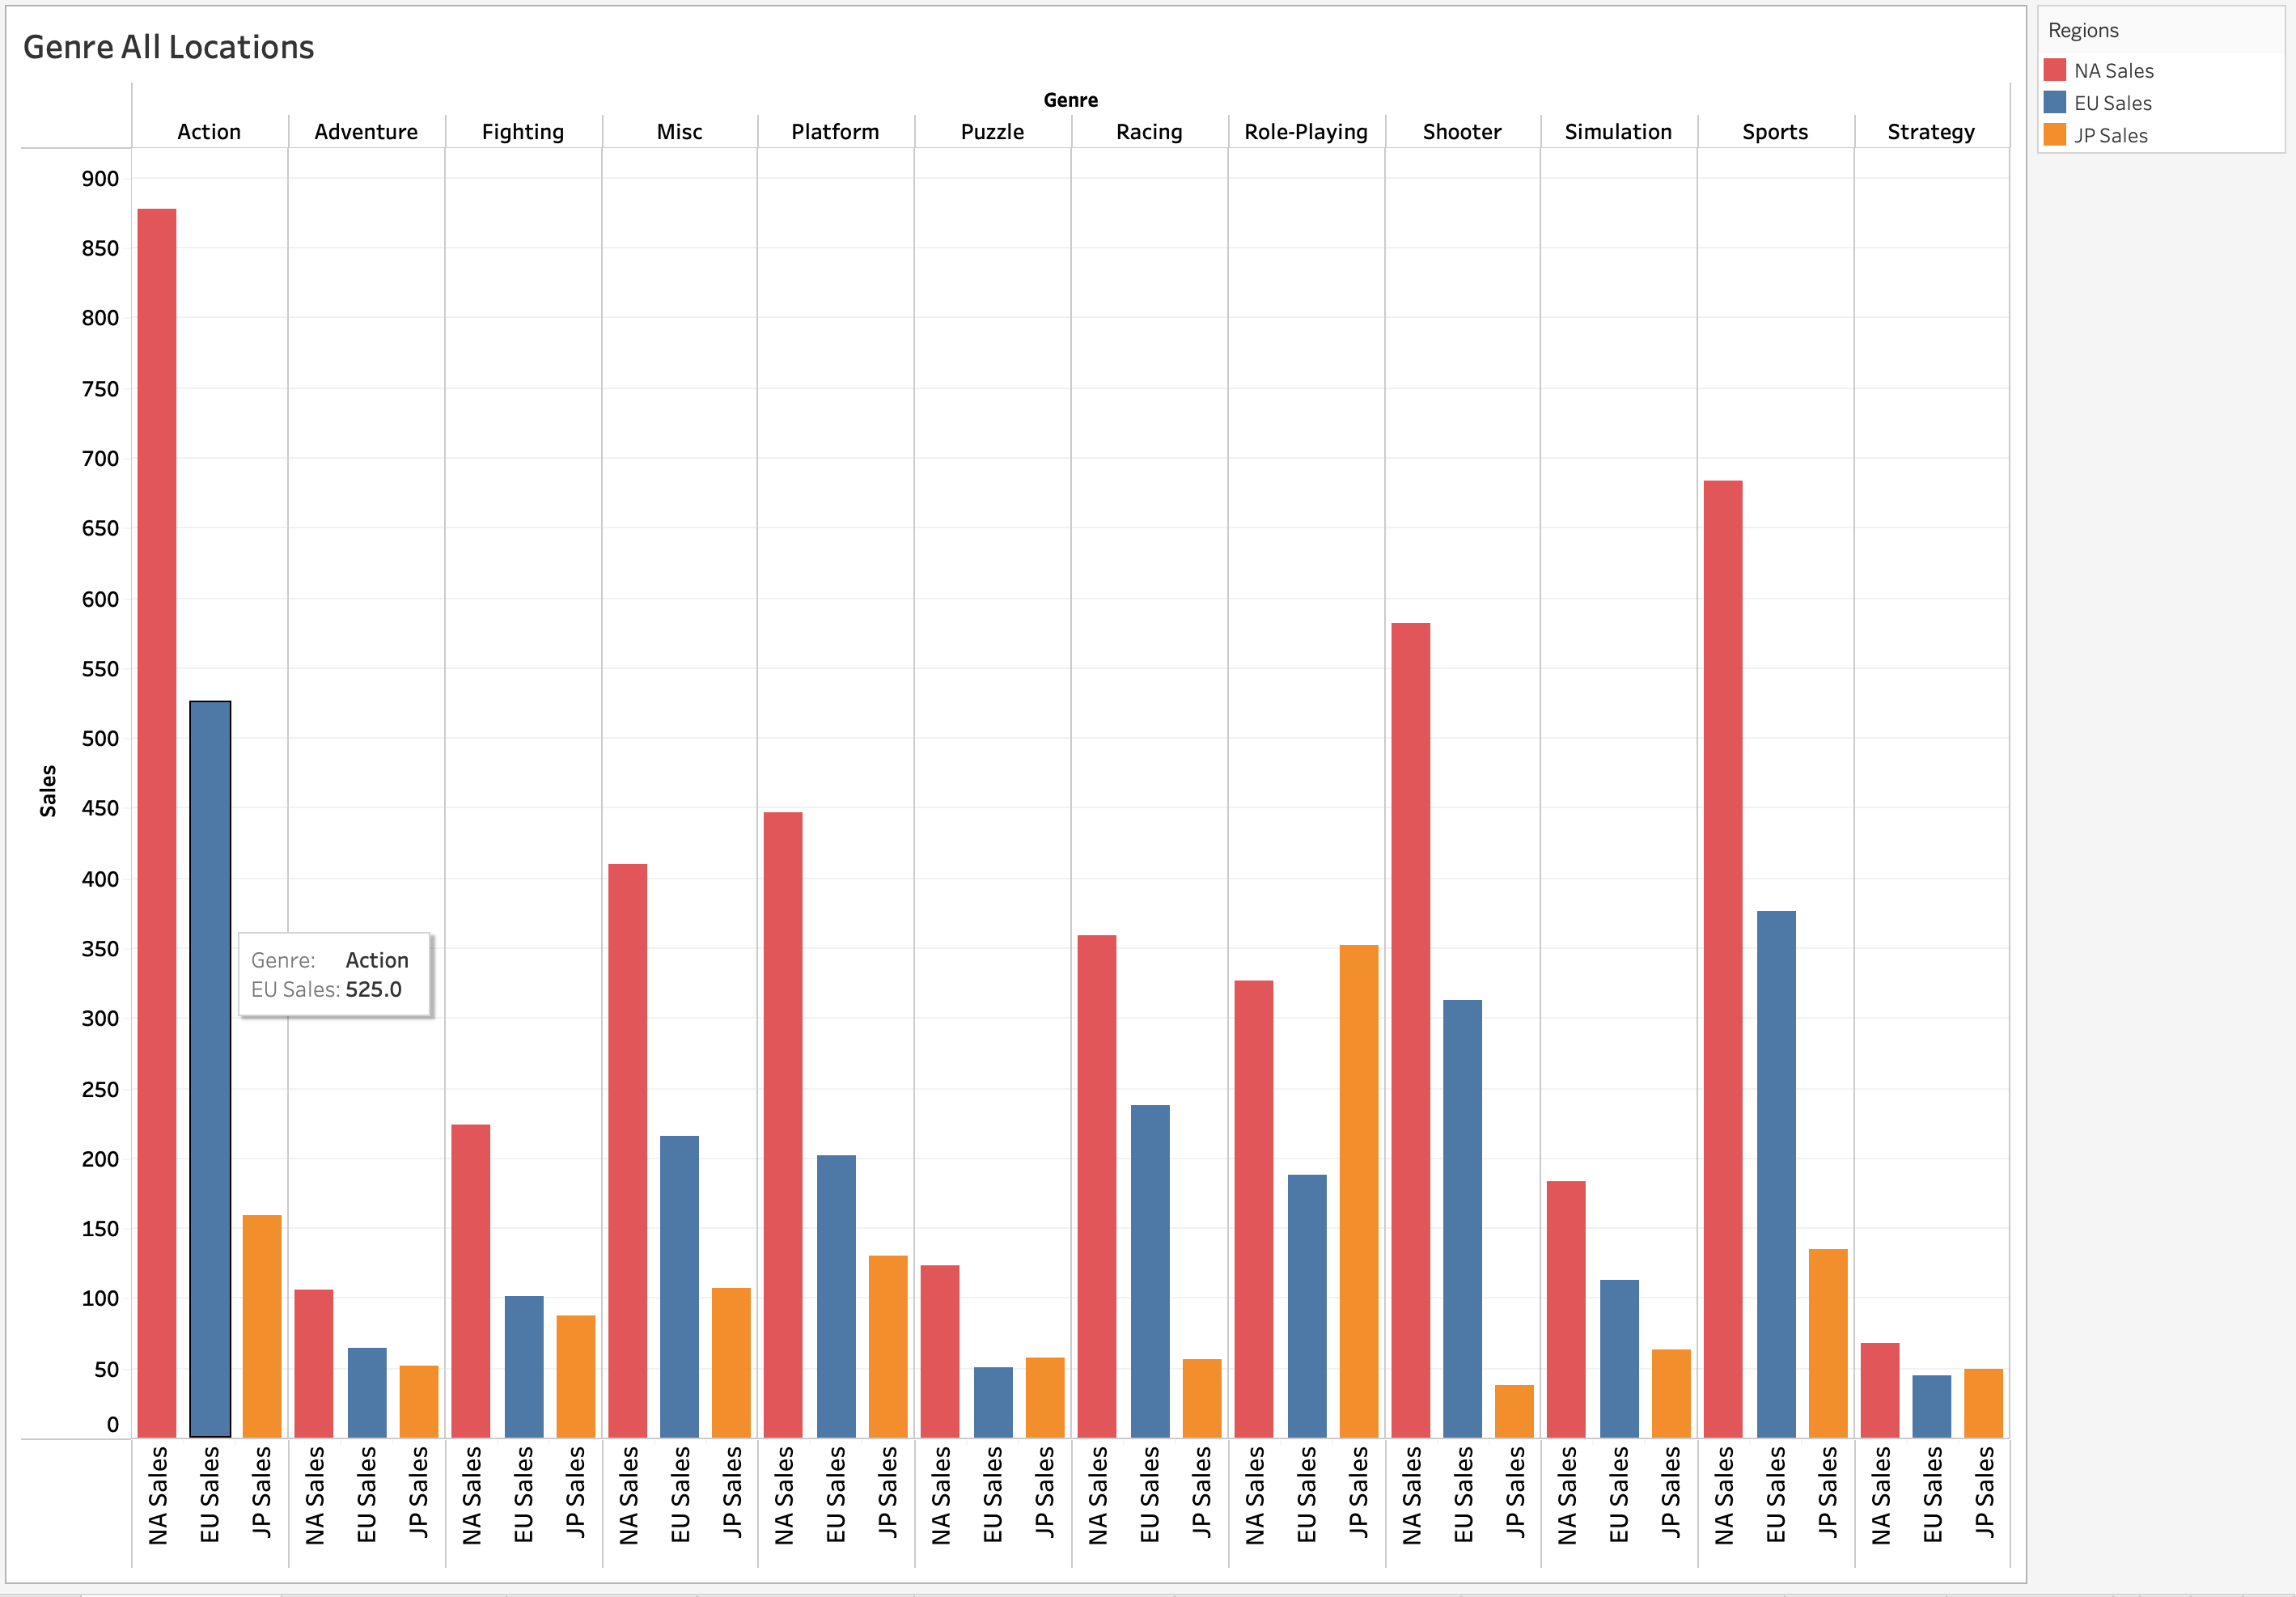 Genre All Locations
Regions
NA Sales
EU Sales
JP Sales
Genre
Action Adventure Fighting Misc Platform Puzzle Racing Role-Playing Shooter Simulation Sports Strategy
900
850
800
750
700
650
600
550
500
450
400
350
300
250
200
150
100
50
0
Sales
Genre: Action
EU Sales: 525.0
NA Sales EU Sales JP Sales NA Sales EU Sales JP Sales NA Sales EU Sales JP Sales NA Sales EU Sales JP Sales NA Sales EU Sales JP Sales NA Sales EU Sales JP Sales NA Sales EU Sales JP Sales NA Sales EU Sales JP Sales NA Sales EU Sales JP Sales NA Sales EU Sales JP Sales NA Sales EU Sales JP Sales NA Sales EU Sales JP Sales